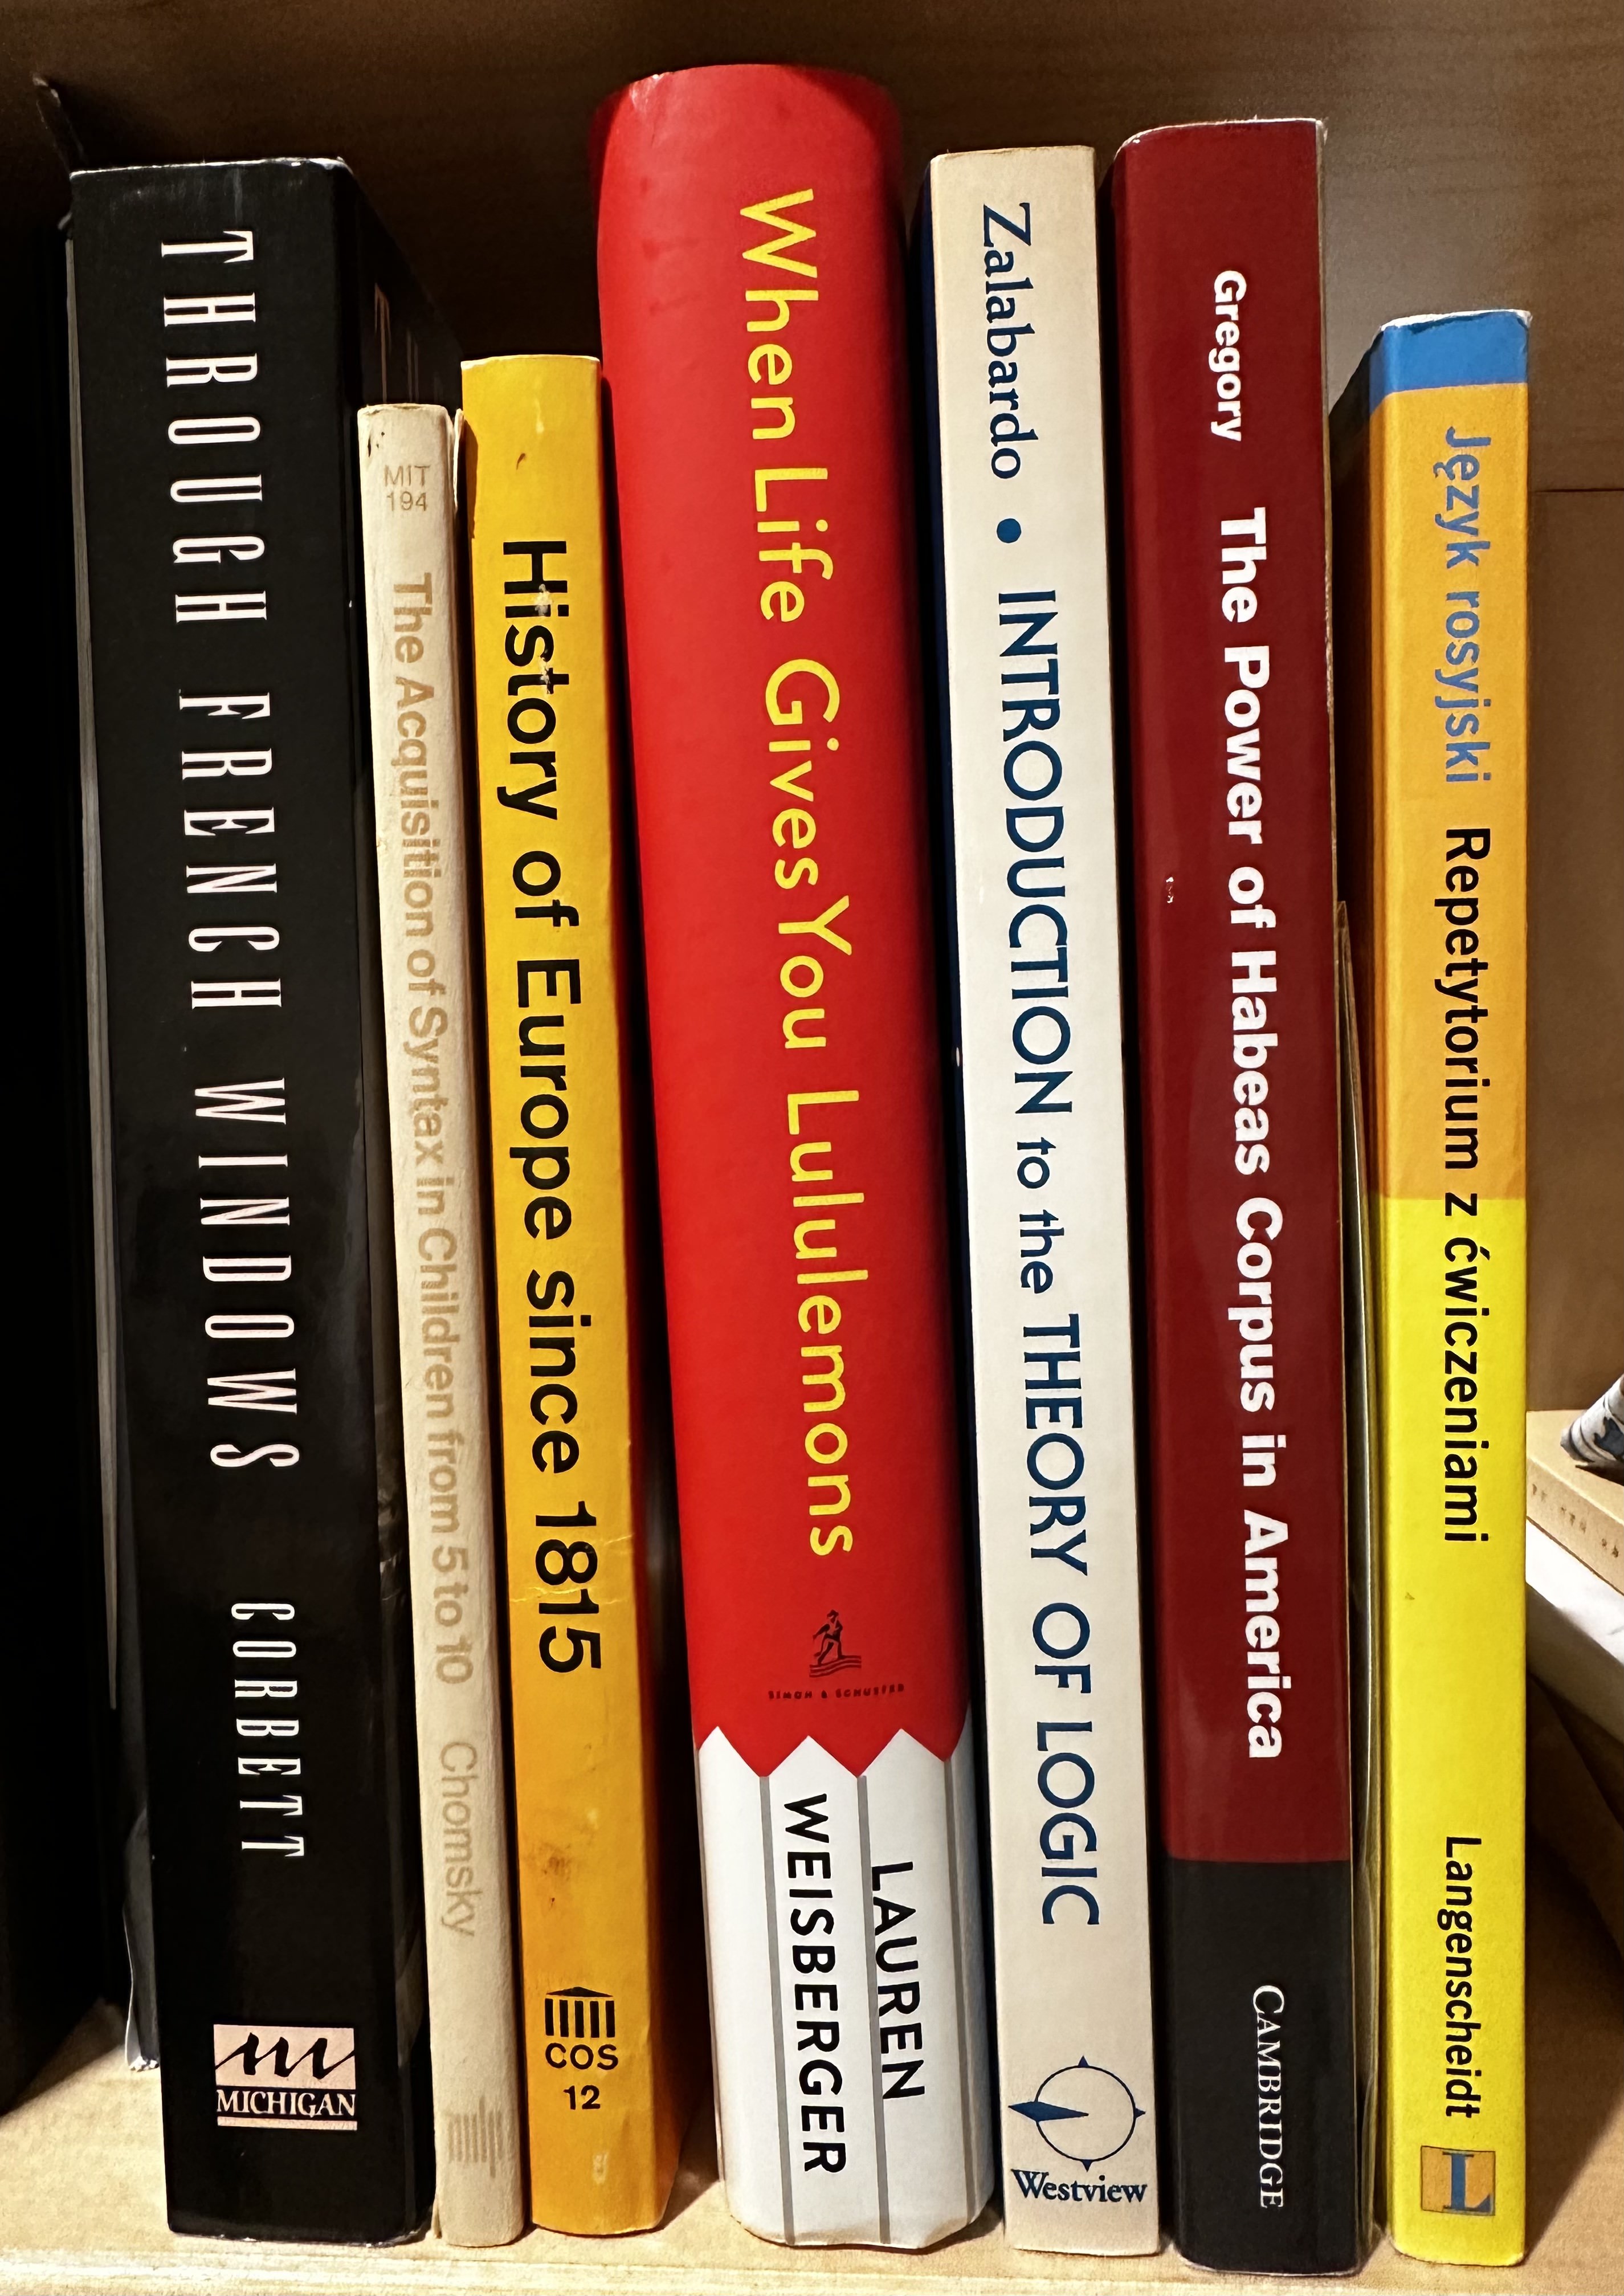 THROUGH FRENCH WINDOWS CORBETT
MICHIGAN
MIT
194
The Acquisition of Syntax in Children from 5 to 10 Chomsky
History of Europe since 1815
COS
12
When Life Gives You Lululemons
SIMON & SCHUSTER
LAUREN
WEISBERGER
Zalabardo • INTRODUCTION to the THEORY OF LOGIC
Westview
Gregory The Power of Habeas Corpus in America
CAMBRIDGE
Język rosyjski Repetytorium z ćwiczeniami Langenscheidt
L